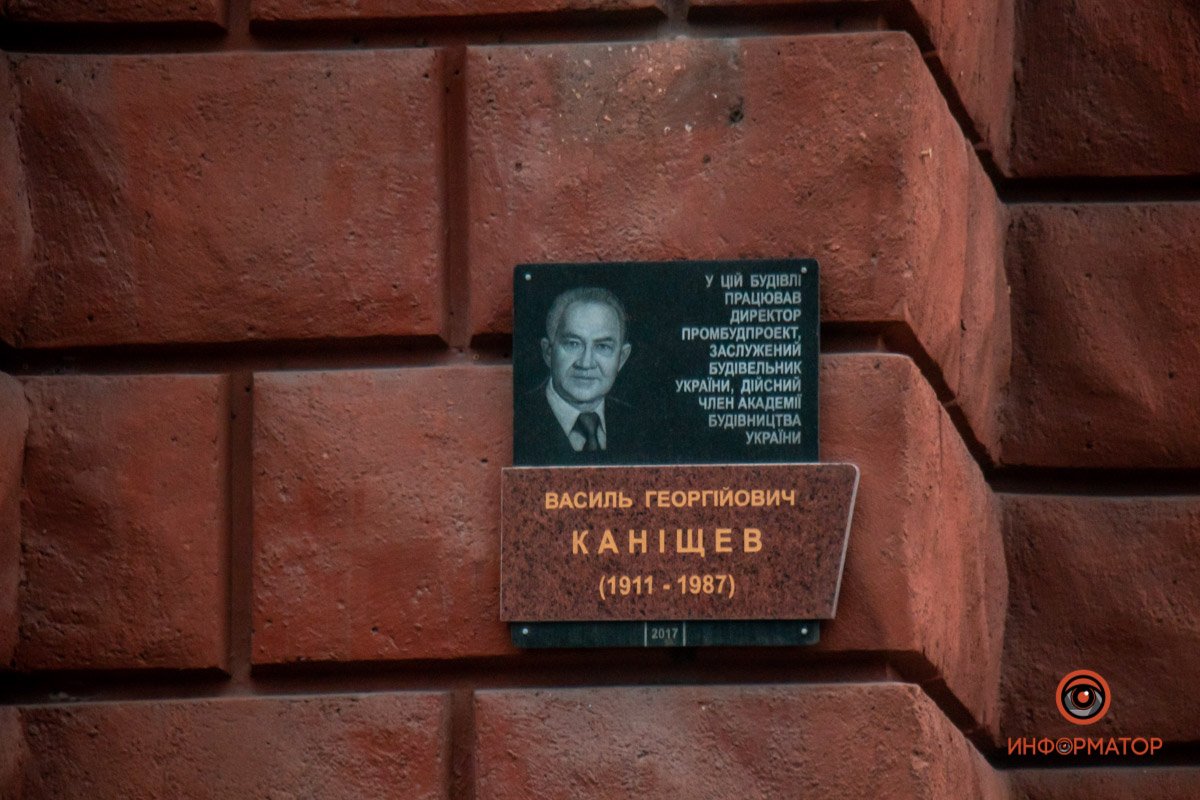 У ЦІЙ БУДІВЛІ
ПРАЦЮВАВ
ДИРЕКТОР
ПРОМБУДПРОЕКТ,
ЗАСЛУЖЕНИЙ
БУДІВЕЛЬНИК
УКРАЇНИ, ДІЙСНИЙ
ЧЛЕН АКАДЕМІЇ
БУДІВНИЦТВА
УКРАЇНИ
ВАСИЛЬ ГЕОРГІЙОВИЧ
КАНІЩЕВ
(1911 - 1987)
2017
ИНФОРМАТОР